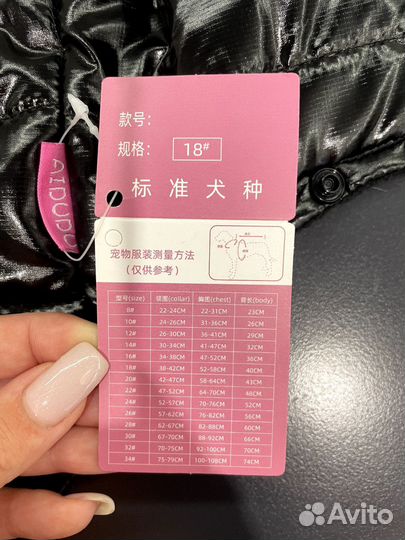 款号:
规格: 18#
标准犬种
AIDUDU
宠物服装测量方法
(仅供参考)
型号(size) 领围(collar) 胸围(chest) 背长(body)
8# 22-24CM 22-31CM 23CM
10# 24-26CM 31-36CM 26CM
12# 26-30CM 36-41CM 29CM
14# 30-34CM 41-47CM 32CM
16# 34-38CM 47-52CM 36CM
18# 38-42CM 52-58CM 40CM
20# 42-47CM 58-64CM 43CM
22# 47-52CM 64-70CM 48CM
24# 52-57CM 70-76CM 52CM
26# 57-62CM 76-82CM 56CM
28# 62-67CM 82-88CM 60CM
30# 67-70CM 88-92CM 66CM
32# 70-75CM 92-100CM 70CM
34# 75-79CM 100-108CM 74CM
Avito